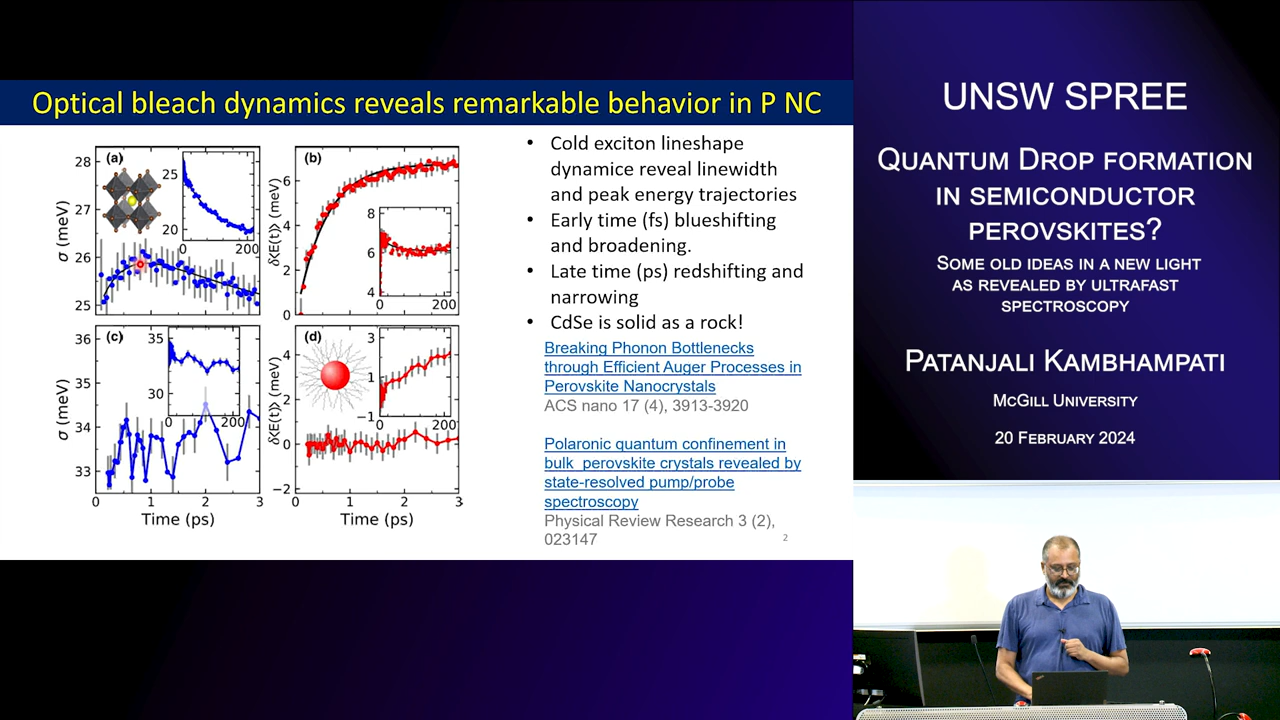 Optical bleach dynamics reveals remarkable behavior in P NC
(a)
28
27
26
25
σ (meV)
25
20
0
200
(b)
6
4
2
0
δ⟨E(t)⟩ (meV)
8
6
4
0
200
(c)
36
35
34
33
σ (meV)
35
30
0
200
0
1
2
3
Time (ps)
(d)
4
2
0
−2
δ⟨E(t)⟩ (meV)
3
1
−1
0
200
0
1
2
3
Time (ps)
• Cold exciton lineshape
dynamics reveal linewidth
and peak energy trajectories
• Early time (fs) blueshifting
and broadening.
• Late time (ps) redshifting and
narrowing
• CdSe is solid as a rock!
Breaking Phonon Bottlenecks
through Efficient Auger Processes in
Perovskite Nanocrystals
ACS nano 17 (4), 3913-3920
Polaronic quantum confinement in
bulk perovskite crystals revealed by
state-resolved pump/probe
spectroscopy
Physical Review Research 3 (2),
023147
2
UNSW SPREE
QUANTUM DROP FORMATION
IN SEMICONDUCTOR
PEROVSKITES?
SOME OLD IDEAS IN A NEW LIGHT
AS REVEALED BY ULTRAFAST
SPECTROSCOPY
PATANJALI KAMBHAMPATI
MCGILL UNIVERSITY
20 FEBRUARY 2024